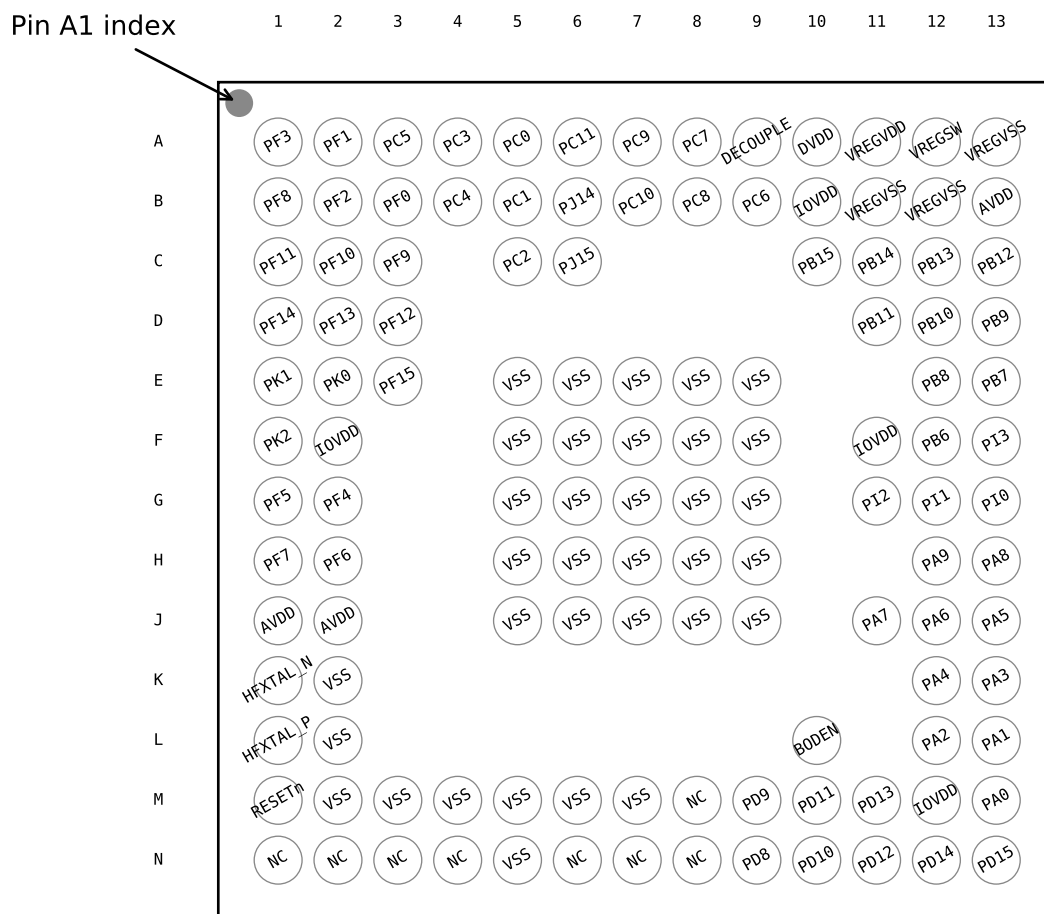 Pin A1 index
1 2 3 4 5 6 7 8 9 10 11 12 13
A PF3 PF1 PC5 PC3 PC0 PC11 PC9 PC7 DECOUPLE DVDD VREGVDD VREGSW VREGVSS
B PF8 PF2 PF0 PC4 PC1 PJ14 PC10 PC8 PC6 IOVDD VREGVSS VREGVSS AVDD
C PF11 PF10 PF9 PC2 PJ15 PB15 PB14 PB13 PB12
D PF14 PF13 PF12 PB11 PB10 PB9
E PK1 PK0 PF15 VSS VSS VSS VSS VSS PB8 PB7
F PK2 IOVDD VSS VSS VSS VSS VSS IOVDD PB6 PI3
G PF5 PF4 VSS VSS VSS VSS VSS PI2 PI1 PI0
H PF7 PF6 VSS VSS VSS VSS VSS PA9 PA8
J AVDD AVDD VSS VSS VSS VSS VSS PA7 PA6 PA5
K HFXTAL_N VSS PA4 PA3
L HFXTAL_P VSS BODEN PA2 PA1
M RESETn VSS VSS VSS VSS VSS VSS NC PD9 PD11 PD13 IOVDD PA0
N NC NC NC NC VSS NC NC NC PD8 PD10 PD12 PD14 PD15